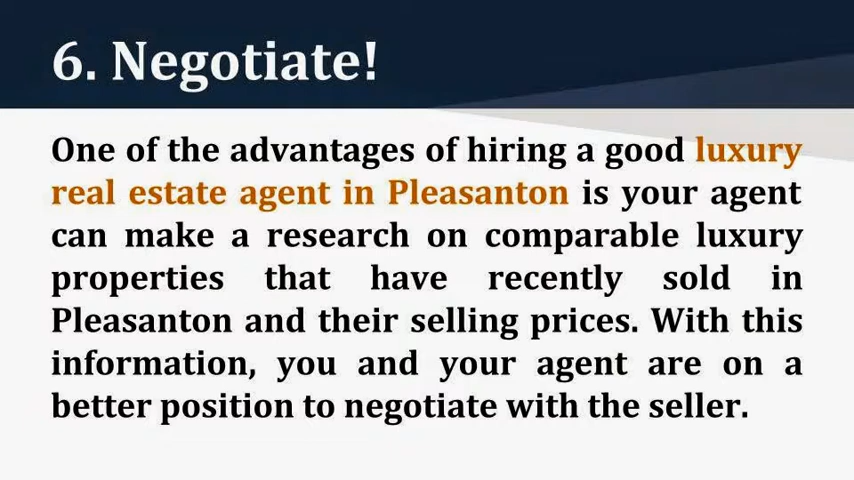 6. Negotiate!
One of the advantages of hiring a good luxury
real estate agent in Pleasanton is your agent
can make a research on comparable luxury
properties that have recently sold in
Pleasanton and their selling prices. With this
information, you and your agent are on a
better position to negotiate with the seller.